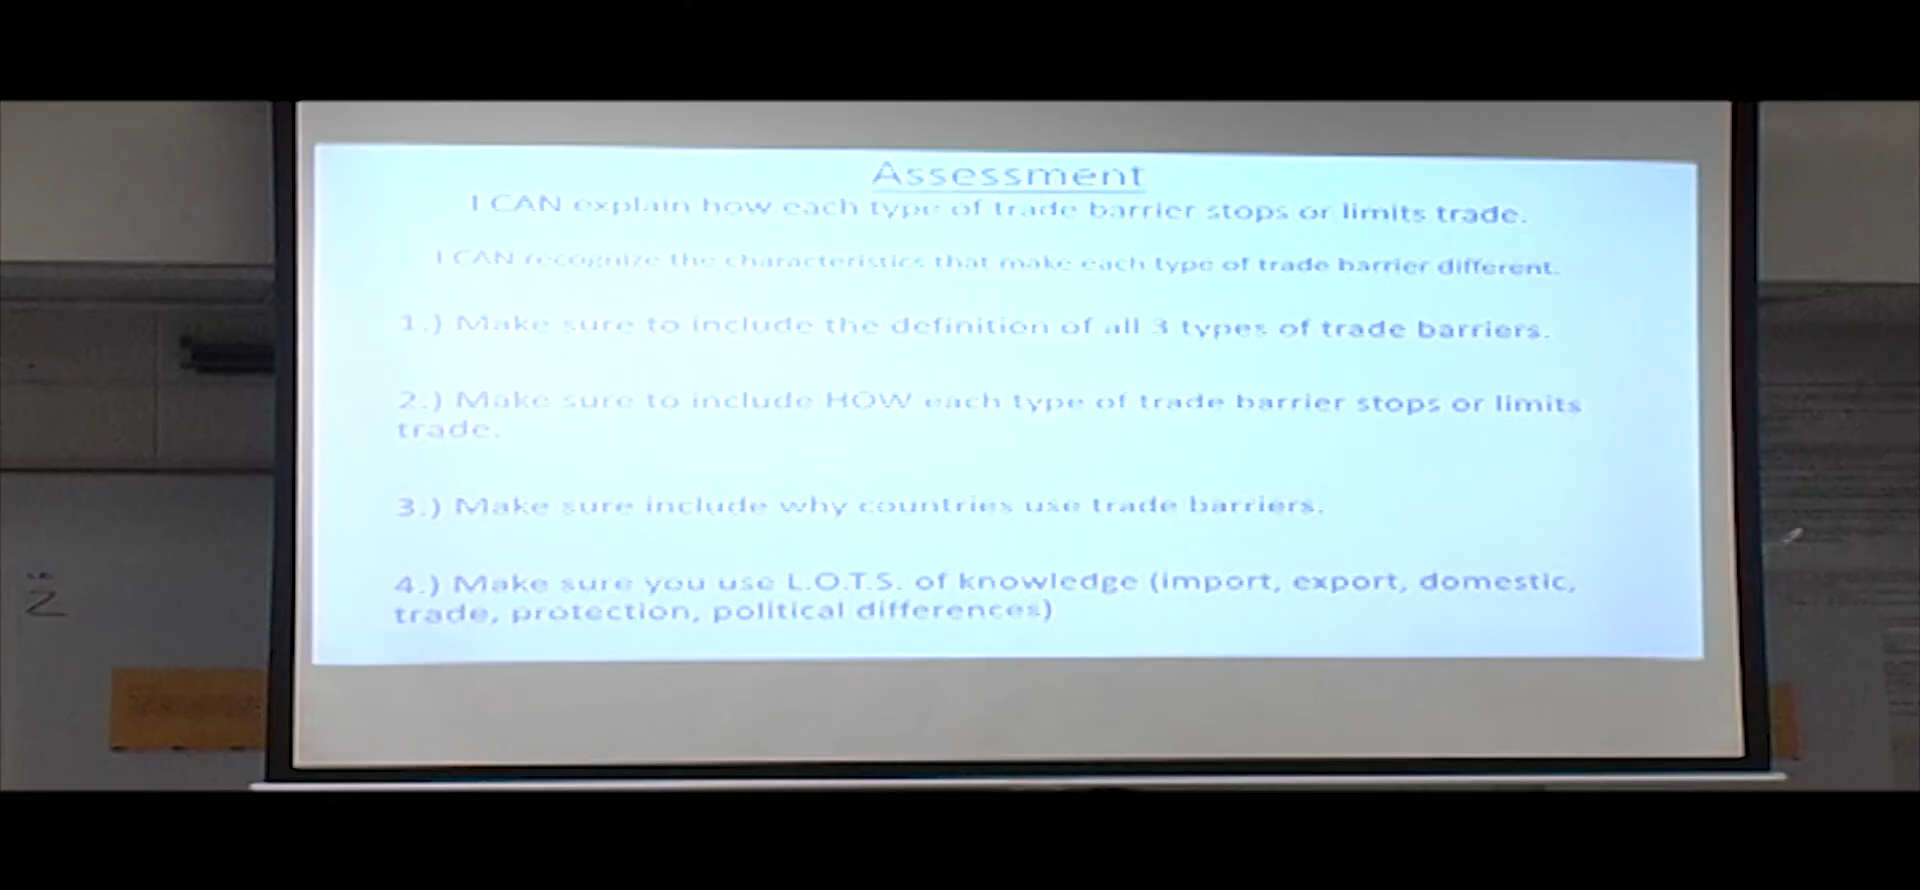 Assessment
I CAN explain how each type of trade barrier stops or limits trade.
I CAN recognize the characteristics that make each type of trade barrier different.
1.) Make sure to include the definition of all 3 types of trade barriers.
2.) Make sure to include HOW each type of trade barrier stops or limits
trade.
3.) Make sure include why countries use trade barriers.
4.) Make sure you use L.O.T.S. of knowledge (import, export, domestic,
trade, protection, political differences)